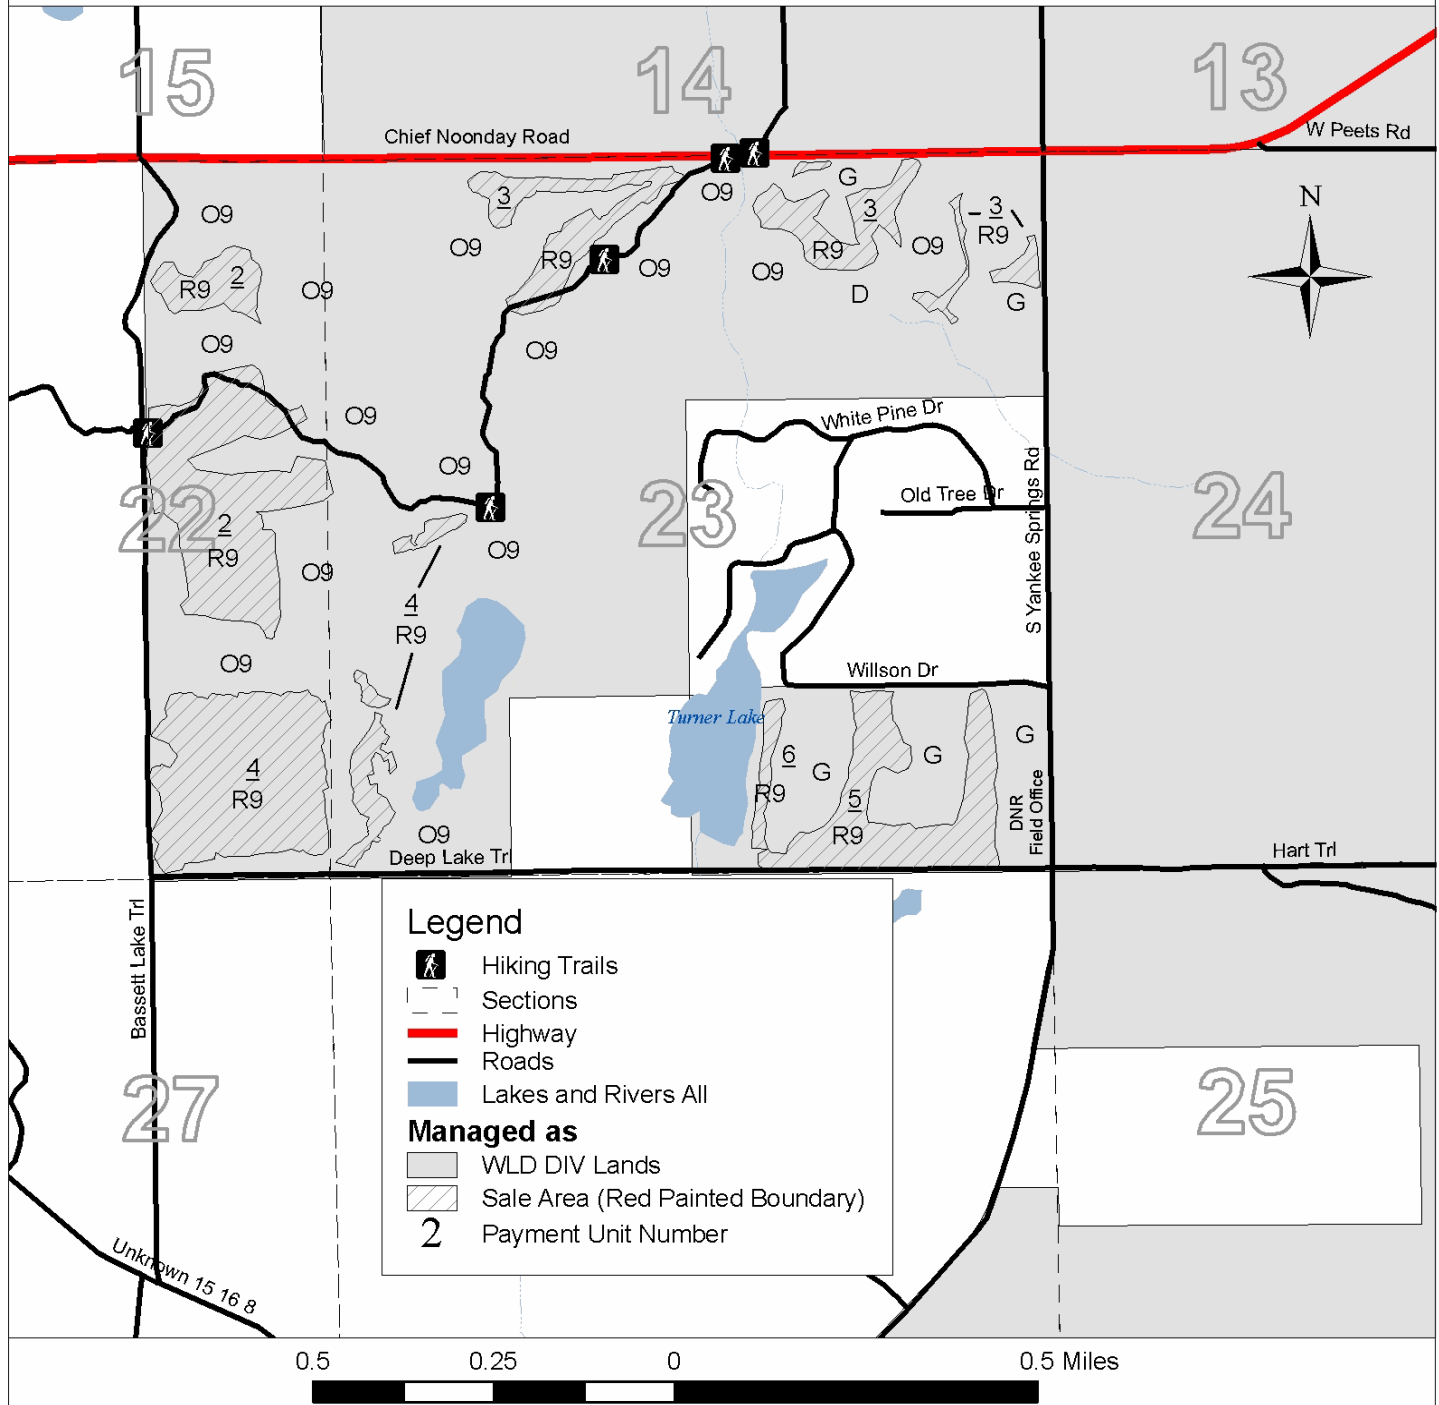 15
14
13
Chief Noonday Road
W Peets Rd
O9
3
O9
G
3
3
R9
N
O9
O9
R9
O9
R9
O9
R9
2
O9
O9
D
G
O9
O9
O9
White Pine Dr
O9
22
23
24
Old Tree Dr
S Yankee Springs Rd
2
R9
O9
O9
4
R9
O9
Willson Dr
Turner Lake
G
6
G
G
R9
5
R9
4
R9
DNR
Field Office
O9
Deep Lake Trl
Hart Trl
Bassett Lake Trl
Legend
Hiking Trails
Sections
Highway
Roads
Lakes and Rivers All
Managed as
WLD DIV Lands
Sale Area (Red Painted Boundary)
2 Payment Unit Number
27
25
Unknown 15 16 8
0.5 0.25 0 0.5 Miles